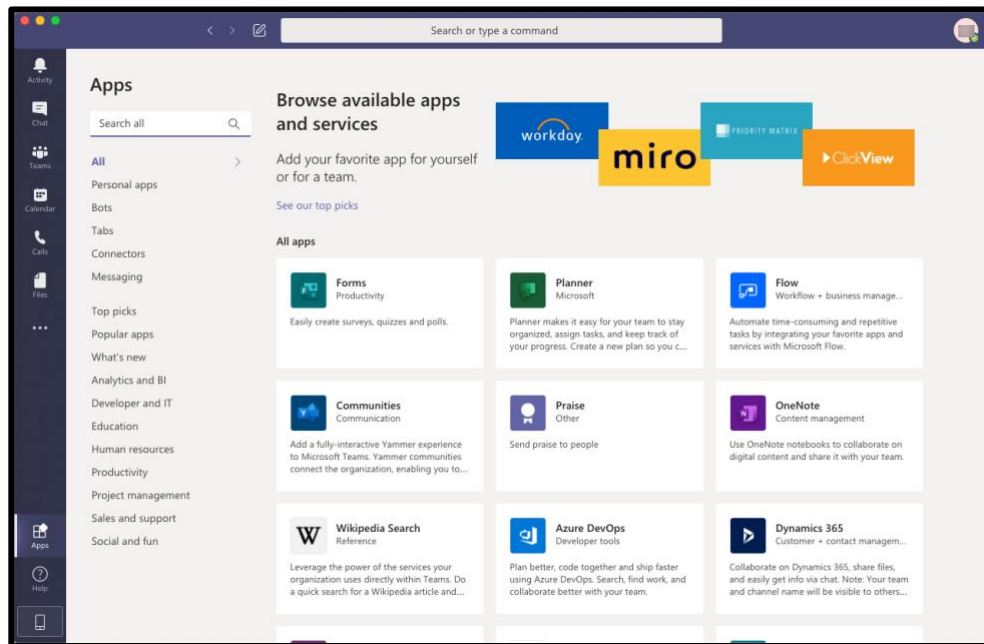 Search or type a command
Activity
Chat
Teams
Calendar
Calls
Files
Apps
Help
Apps
Search all
All
Personal apps
Bots
Tabs
Connectors
Messaging
Top picks
Popular apps
What's new
Analytics and BI
Developer and IT
Education
Human resources
Productivity
Project management
Sales and support
Social and fun
Browse available apps
and services
Add your favorite app for yourself
or for a team.
See our top picks
workday.
miro
PRIORITY MATRIX
ClickView
All apps
Forms
Productivity
Easily create surveys, quizzes and polls.
Planner
Microsoft
Planner makes it easy for your team to stay
organized, assign tasks, and keep track of
your progress. Create a new plan so you c...
Flow
Workflow + business manage...
Automate time-consuming and repetitive
tasks by integrating your favorite apps and
services with Microsoft Flow.
Communities
Communication
Add a fully-interactive Yammer experience
to Microsoft Teams. Yammer communities
connect the organization, enabling you to...
Praise
Other
Send praise to people
OneNote
Content management
Use OneNote notebooks to collaborate on
digital content and share it with your team.
W
Wikipedia Search
Reference
Leverage the power of the services your
organization uses directly within Teams. Do
a quick search for a Wikipedia article and...
Azure DevOps
Developer tools
Plan better, code together and ship faster
using Azure DevOps. Search, find work, and
collaborate better with your team.
Dynamics 365
Customer + contact managem...
Collaborate on Dynamics 365, share files,
and easily get info via chat. Note: Your team
and channel name will be visible to others...